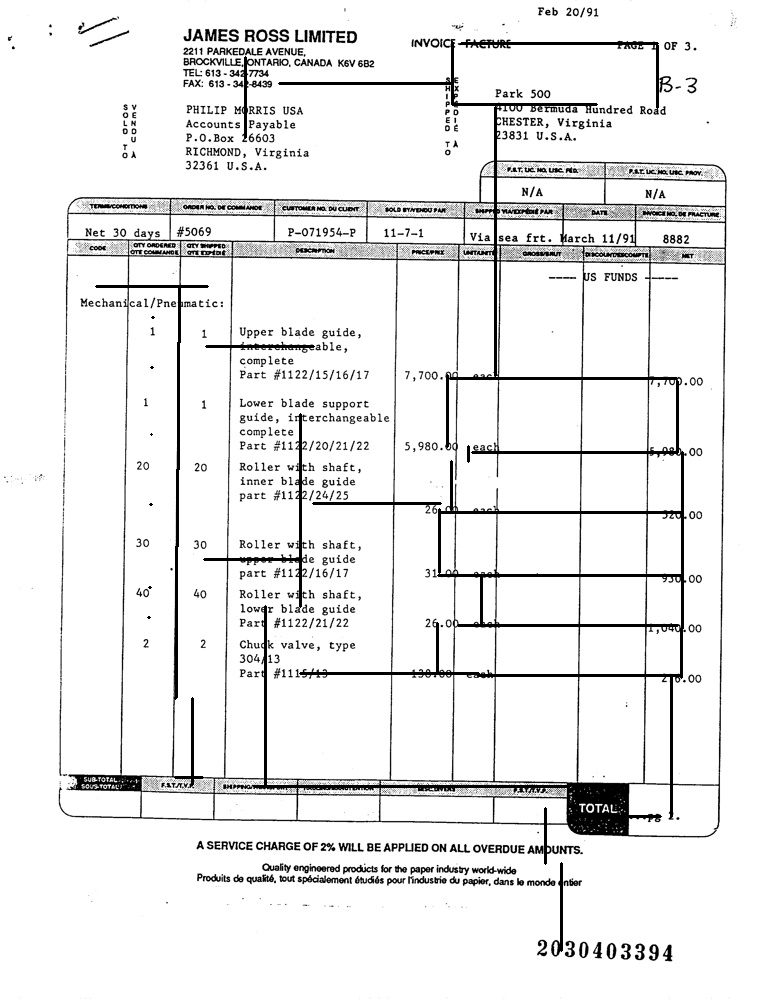 Feb 20/91
JAMES ROSS LIMITED
2211 PARKEDALE AVENUE,
BROCKVILLE, ONTARIO, CANADA K6V 6B2
TEL: 613 - 342-7734
FAX: 613 - 342-8439
INVOICE - FACTURE PAGE 1 OF 3.
B-3
SOLD TO VENDU À
PHILIP MORRIS USA
Accounts Payable
P.O.Box 26603
RICHMOND, Virginia
32361 U.S.A.
SHIPPED TO EXPÉDIÉ À
Park 500
4100 Bermuda Hundred Road
CHESTER, Virginia
23831 U.S.A.
F.S.T. LIC. NO. LISC. FÉD. P.S.T. LIC. NO. LISC. PROV.
N/A N/A
TERMS/CONDITIONS ORDER NO. DE COMMANDE CUSTOMER NO. DU CLIENT SOLD BY/VENDU PAR SHIPPED VIA/EXPÉDIÉ PAR DATE INVOICE NO. DE FRACTURE
Net 30 days #5069 P-071954-P 11-7-1 Via sea frt. March 11/91 8882
CODE QTY ORDERED QTE COMMANDÉ QTY SHIPPED QTE EXPÉDIÉ DESCRIPTION PRICE/PRIX UNIT/UNITÉ GROSS/BRUT DISCOUNT/ESCOMPTE NET
---- US FUNDS -----
Mechanical/Pneumatic:
1 1 Upper blade guide,
interchangeable,
complete
Part #1122/15/16/17 7,700.00 each 7,700.00
1 1 Lower blade support
guide, interchangeable
complete
Part #1122/20/21/22 5,980.00 each 5,980.00
20 20 Roller with shaft,
inner blade guide
part #1122/24/25 26.00 each 520.00
30 30 Roller with shaft,
upper blade guide
part #1122/16/17 31.00 each 930.00
40 40 Roller with shaft,
lower blade guide
Part #1122/21/22 26.00 each 1,040.00
2 2 Chuck valve, type
304/13
Part #1115/13 138.00 each 276.00
SUB-TOTAL SOUS-TOTAL F.S.T./T.V.F. SHIPPING/TRANSPORT MISC./DIVERS P.S.T./T.V.P.
TOTAL
A SERVICE CHARGE OF 2% WILL BE APPLIED ON ALL OVERDUE AMOUNTS.
Quality engineered products for the paper industry world-wide
Produits de qualité, tout spécialement étudiés pour l'industrie du papier, dans le monde entier
2030403394